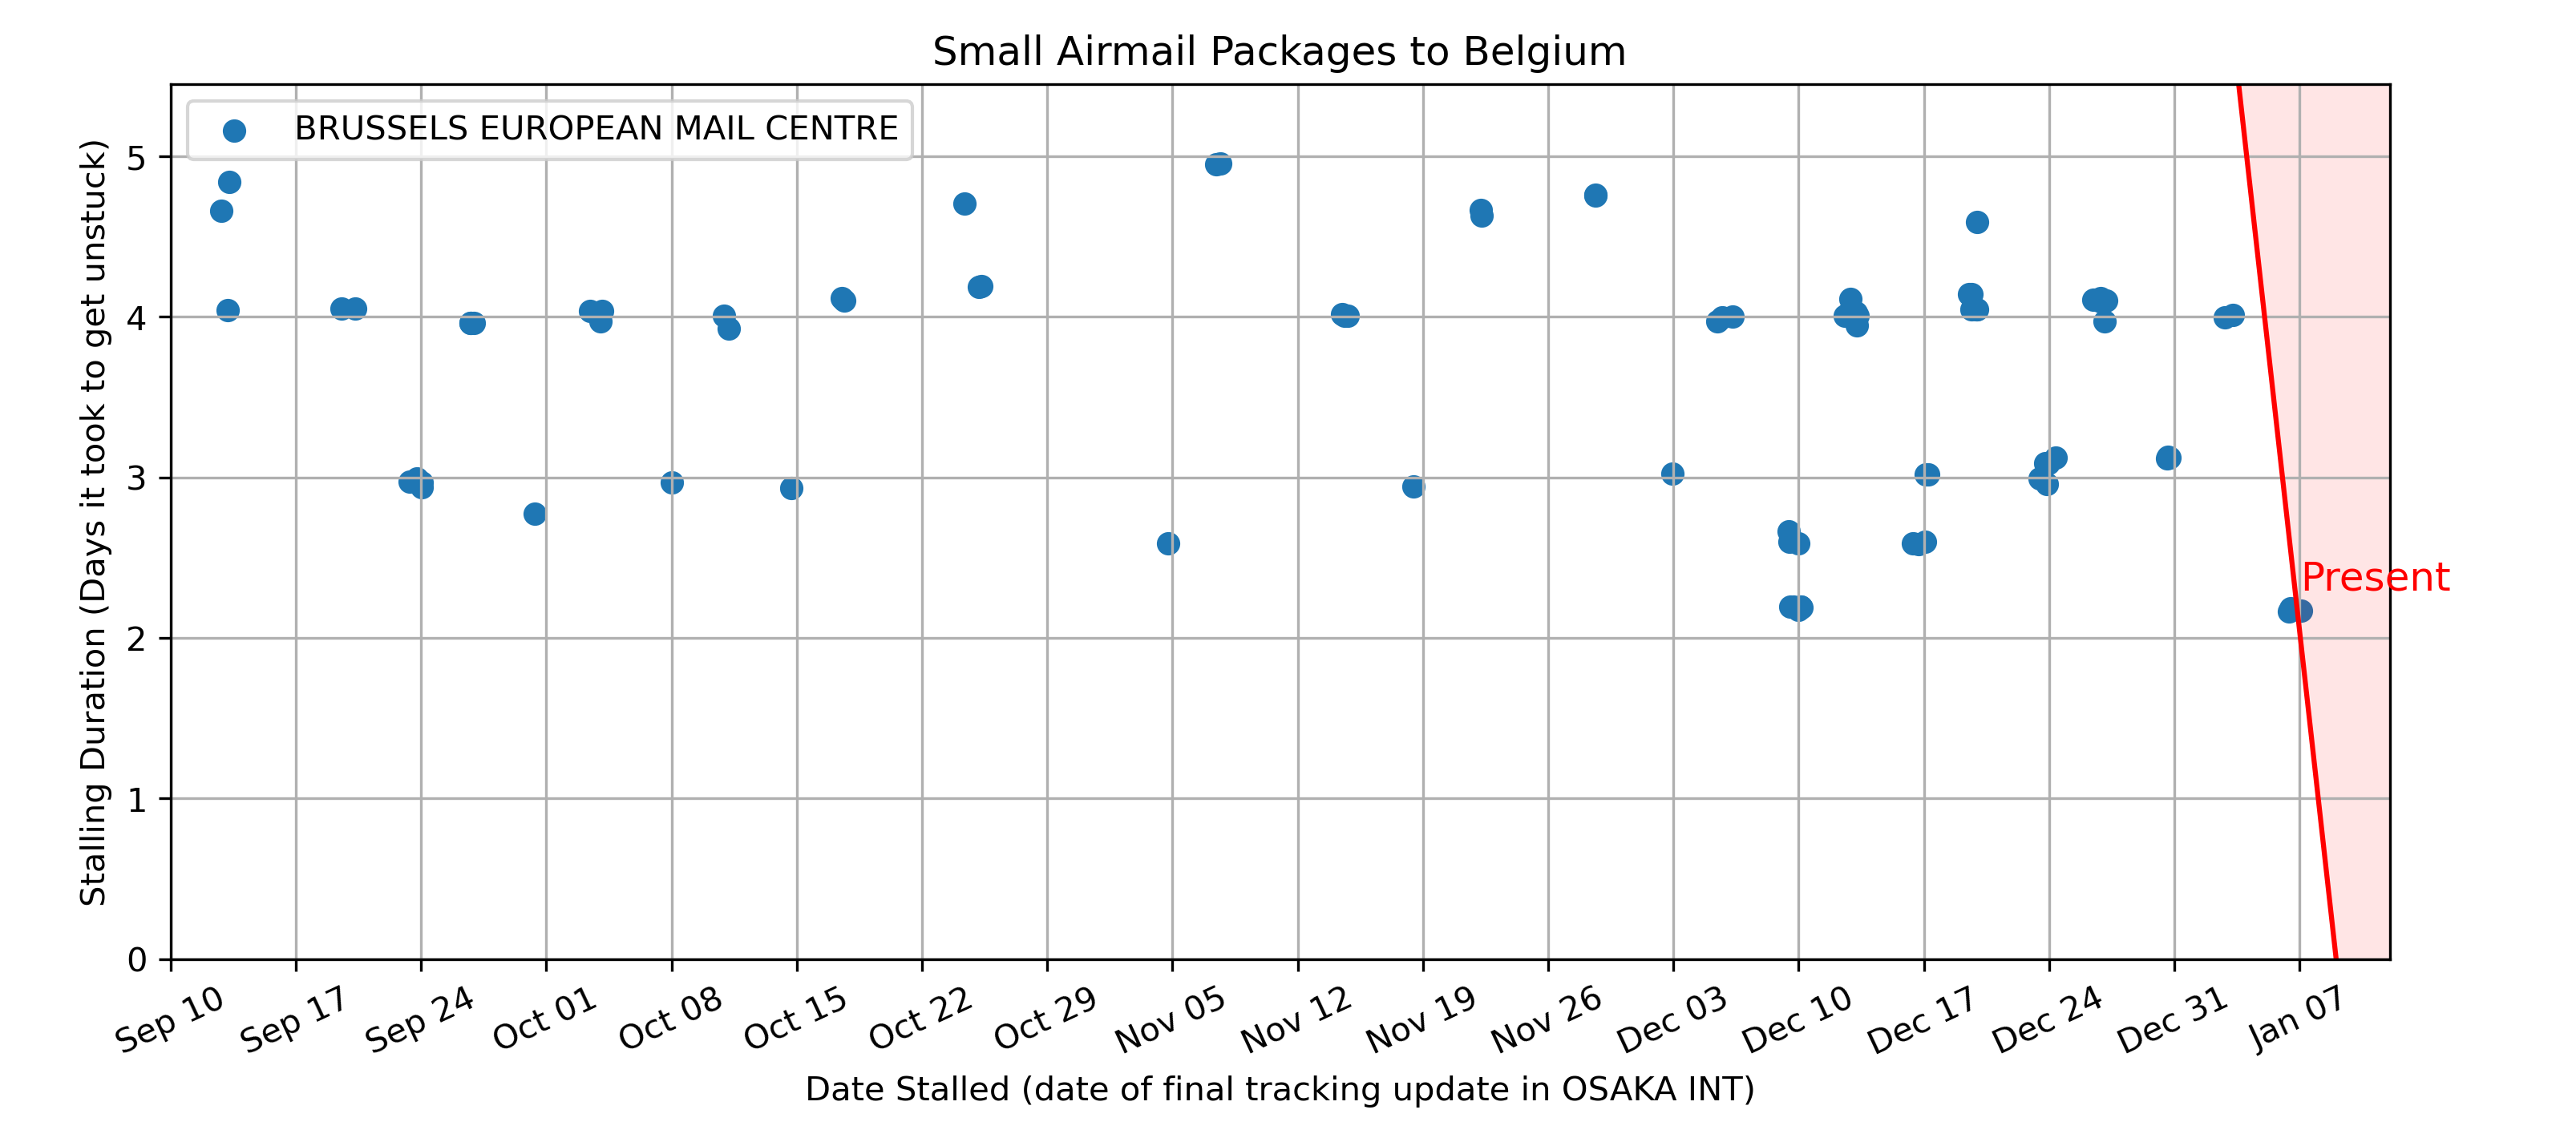 Small Airmail Packages to Belgium
BRUSSELS EUROPEAN MAIL CENTRE
Stalling Duration (Days it took to get unstuck)
5
4
3
2
1
0
Present
Sep 10
Sep 17
Sep 24
Oct 01
Oct 08
Oct 15
Oct 22
Oct 29
Nov 05
Nov 12
Nov 19
Nov 26
Dec 03
Dec 10
Dec 17
Dec 24
Dec 31
Jan 07
Date Stalled (date of final tracking update in OSAKA INT)